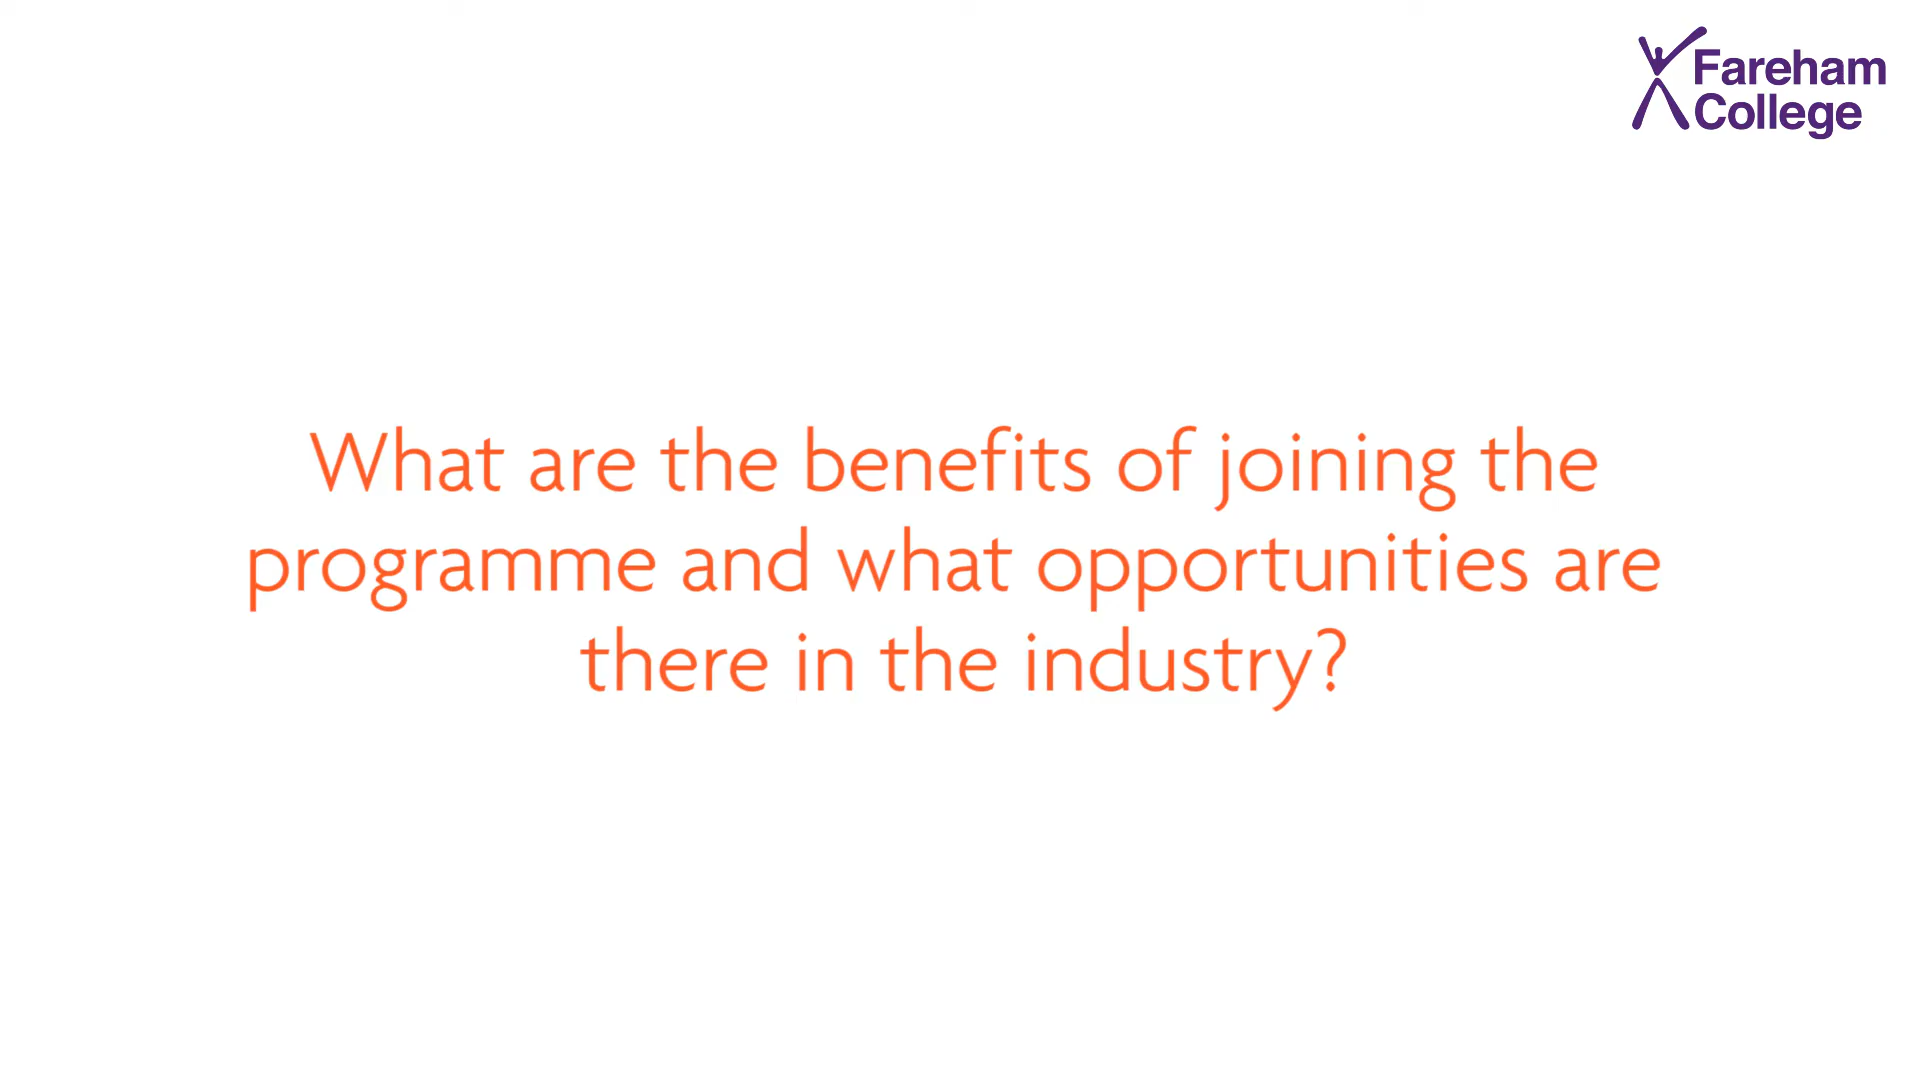 Fareham
College
What are the benefits of joining the
programme and what opportunities are
there in the industry?